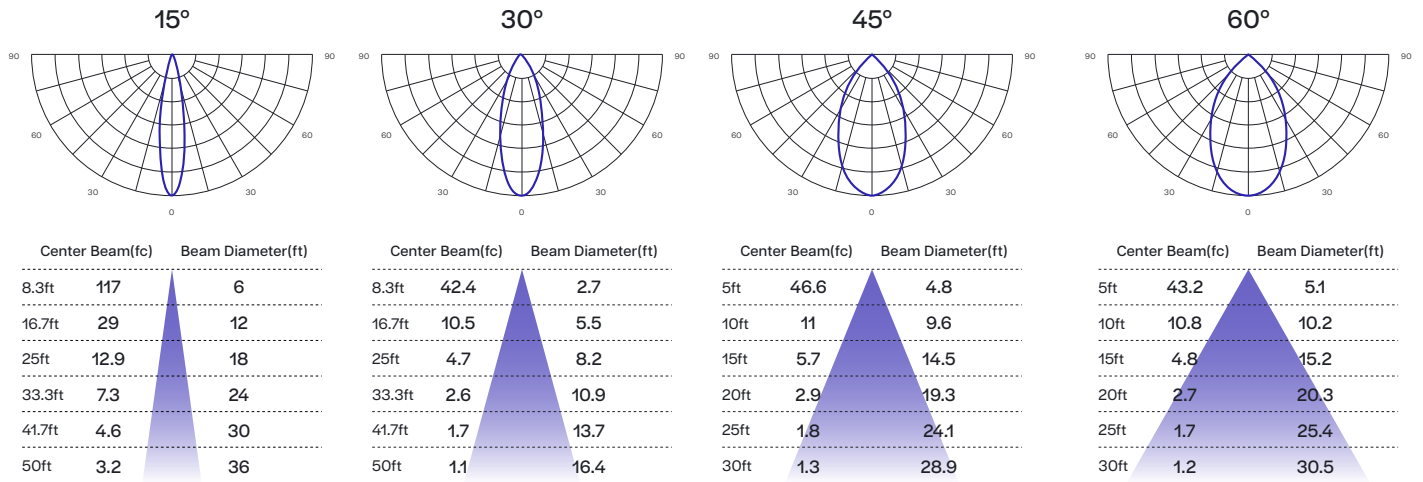 15° 30° 45° 60°
90 90 90 90 90 90 90 90
60 60 60 60 60 60 60 60
30 30 30 30 30 30 30 30
0 0 0 0
Center Beam(fc) Beam Diameter(ft) Center Beam(fc) Beam Diameter(ft) Center Beam(fc) Beam Diameter(ft) Center Beam(fc) Beam Diameter(ft)
8.3ft 117 6 8.3ft 42.4 2.7 5ft 46.6 4.8 5ft 43.2 5.1
16.7ft 29 12 16.7ft 10.5 5.5 10ft 11 9.6 10ft 10.8 10.2
25ft 12.9 18 25ft 4.7 8.2 15ft 5.7 14.5 15ft 4.8 15.2
33.3ft 7.3 24 33.3ft 2.6 10.9 20ft 2.9 19.3 20ft 2.7 20.3
41.7ft 4.6 30 41.7ft 1.7 13.7 25ft 1.8 24.1 25ft 1.7 25.4
50ft 3.2 36 50ft 1.1 16.4 30ft 1.3 28.9 30ft 1.2 30.5